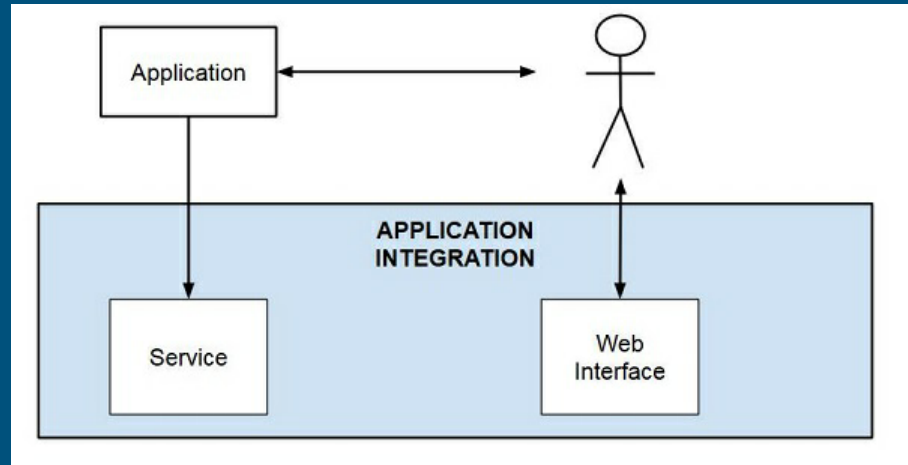 Application
APPLICATION
INTEGRATION
Service
Web
Interface